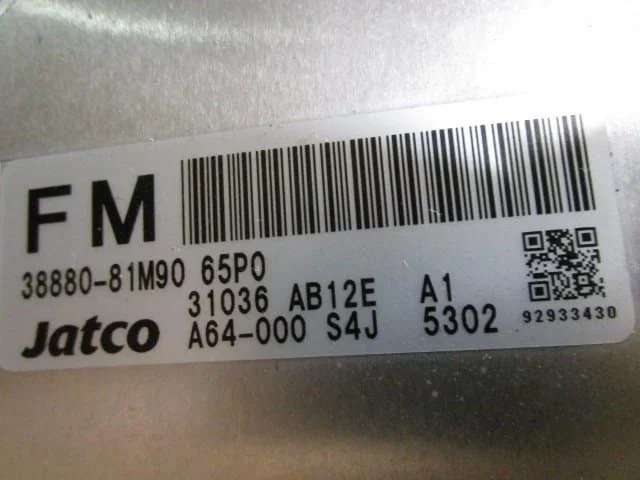 FM
38880-81M90 65P0
31036 AB12E A1
Jatco A64-000 S4J 5302
92933430